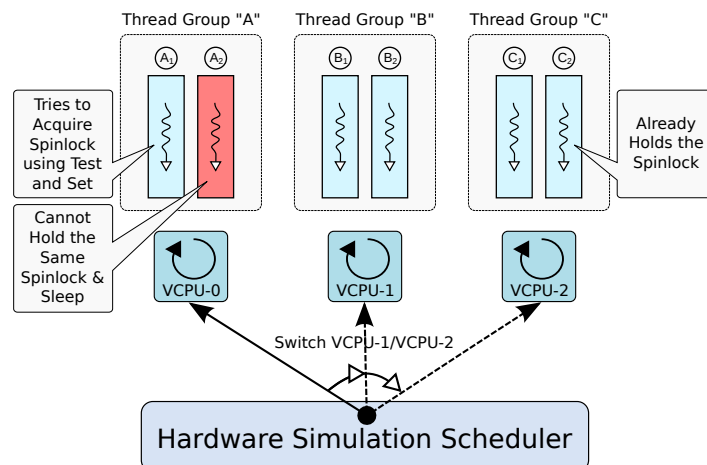 Thread Group "A"
Thread Group "B"
Thread Group "C"
A1
A2
B1
B2
C1
C2
Tries to
Acquire
Spinlock
using Test
and Set
Already
Holds the
Spinlock
Cannot
Hold the
Same
Spinlock &
Sleep
VCPU-0
VCPU-1
VCPU-2
Switch VCPU-1/VCPU-2
Hardware Simulation Scheduler